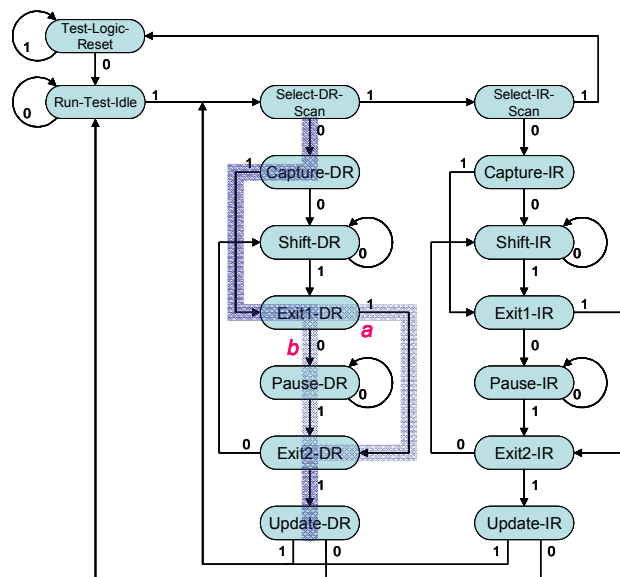 Test-Logic-
Reset
1
0
Run-Test-Idle
0
1
Select-DR-
Scan
1
0
Select-IR-
Scan
1
0
1
Capture-DR
0
1
Capture-IR
0
Shift-DR
0
1
Shift-IR
0
1
Exit1-DR
1
a
b
0
Exit1-IR
1
0
Pause-DR
0
1
Pause-IR
0
1
0
Exit2-DR
1
0
Exit2-IR
1
Update-DR
1
0
Update-IR
1
0